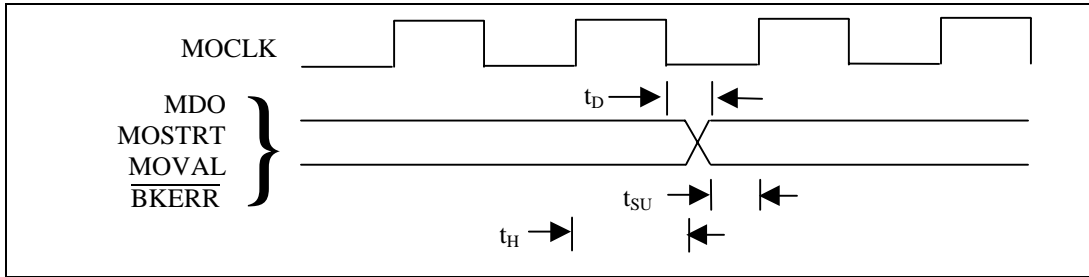 MOCLK
MDO
MOSTRT
MOVAL
BKERR
tD
tSU
tH